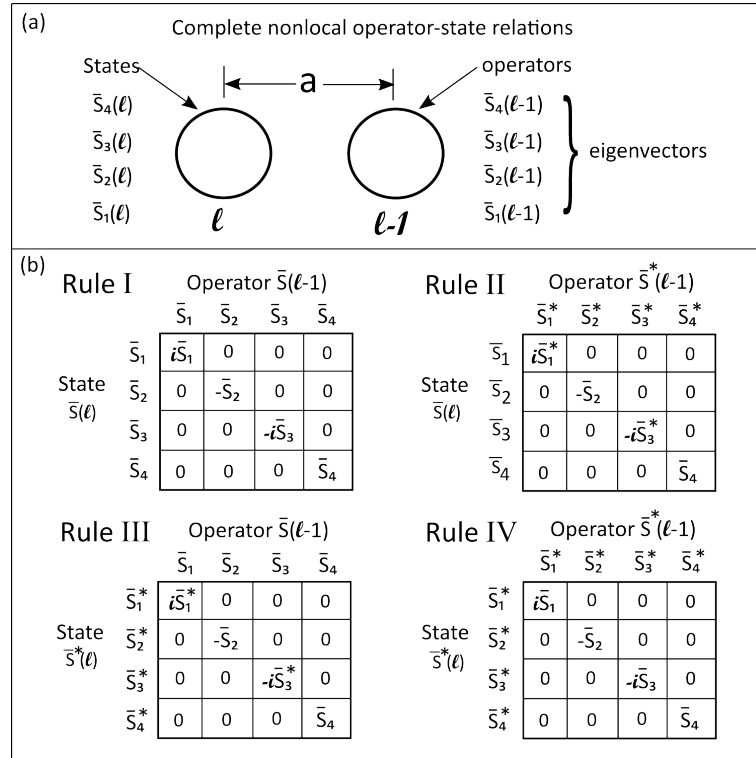 (a)
Complete nonlocal operator-state relations
States
a
operators
S̄₄(ℓ)
S̄₃(ℓ)
S̄₂(ℓ)
S̄₁(ℓ)
ℓ
ℓ-1
S̄₄(ℓ-1)
S̄₃(ℓ-1)
S̄₂(ℓ-1)
S̄₁(ℓ-1)
eigenvectors
(b)
Rule I
Operator S̄(ℓ-1)
S̄₁ S̄₂ S̄₃ S̄₄
State
S̄(ℓ)
S̄₁ iS̄₁ 0 0 0
S̄₂ 0 -S̄₂ 0 0
S̄₃ 0 0 -iS̄₃ 0
S̄₄ 0 0 0 S̄₄
Rule II
Operator S̄*(ℓ-1)
S̄₁* S̄₂* S̄₃* S̄₄*
State
S̄(ℓ)
S̄₁ iS̄₁* 0 0 0
S̄₂ 0 -S̄₂ 0 0
S̄₃ 0 0 -iS̄₃* 0
S̄₄ 0 0 0 S̄₄
Rule III
Operator S̄(ℓ-1)
S̄₁ S̄₂ S̄₃ S̄₄
State
S̄*(ℓ)
S̄₁* iS̄₁* 0 0 0
S̄₂* 0 -S̄₂ 0 0
S̄₃* 0 0 -iS̄₃* 0
S̄₄* 0 0 0 S̄₄
Rule IV
Operator S̄*(ℓ-1)
S̄₁* S̄₂* S̄₃* S̄₄*
State
S̄*(ℓ)
S̄₁* iS̄₁ 0 0 0
S̄₂* 0 -S̄₂ 0 0
S̄₃* 0 0 -iS̄₃ 0
S̄₄* 0 0 0 S̄₄